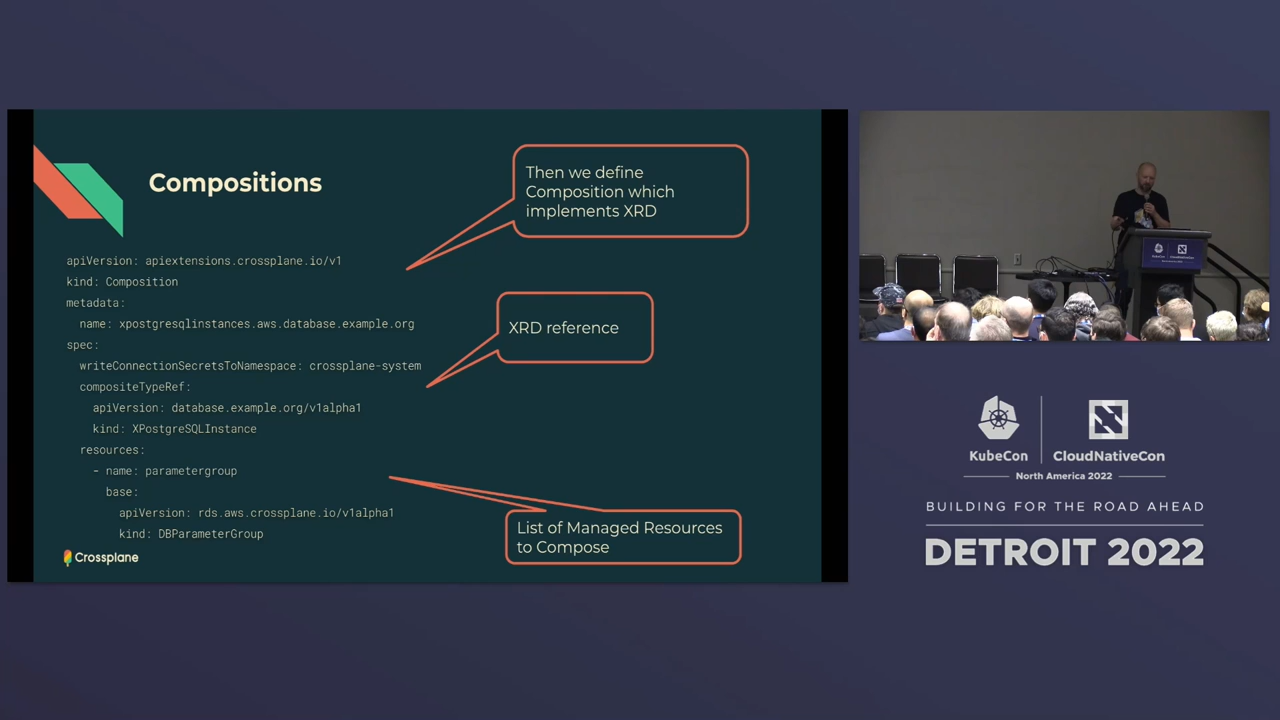 Compositions
Then we define
Composition which
implements XRD
apiVersion: apiextensions.crossplane.io/v1
kind: Composition
metadata:
name: xpostgresqlinstances.aws.database.example.org
spec:
writeConnectionSecretsToNamespace: crossplane-system
compositeTypeRef:
apiVersion: database.example.org/v1alpha1
kind: XPostgreSQLInstance
resources:
- name: parametergroup
base:
apiVersion: rds.aws.crossplane.io/v1alpha1
kind: DBParameterGroup
XRD reference
List of Managed Resources
to Compose
Crossplane
KubeCon
CloudNativeCon
North America 2022
BUILDING FOR THE ROAD AHEAD
DETROIT 2022